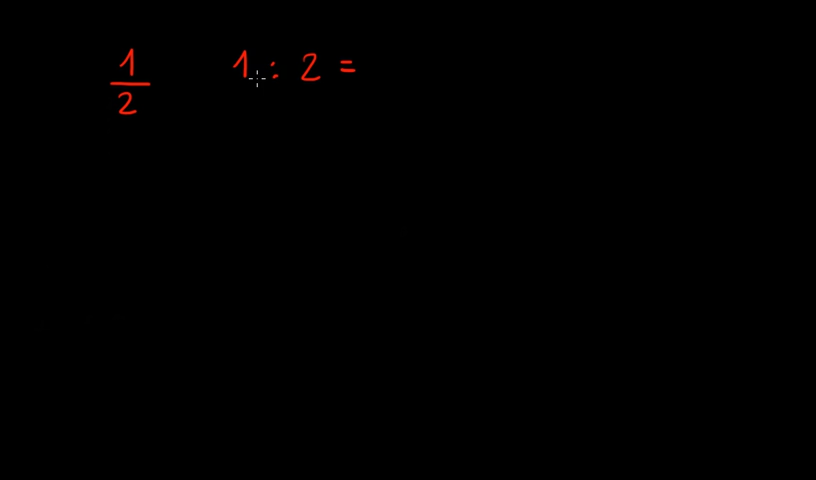 1/2 1 : 2 =